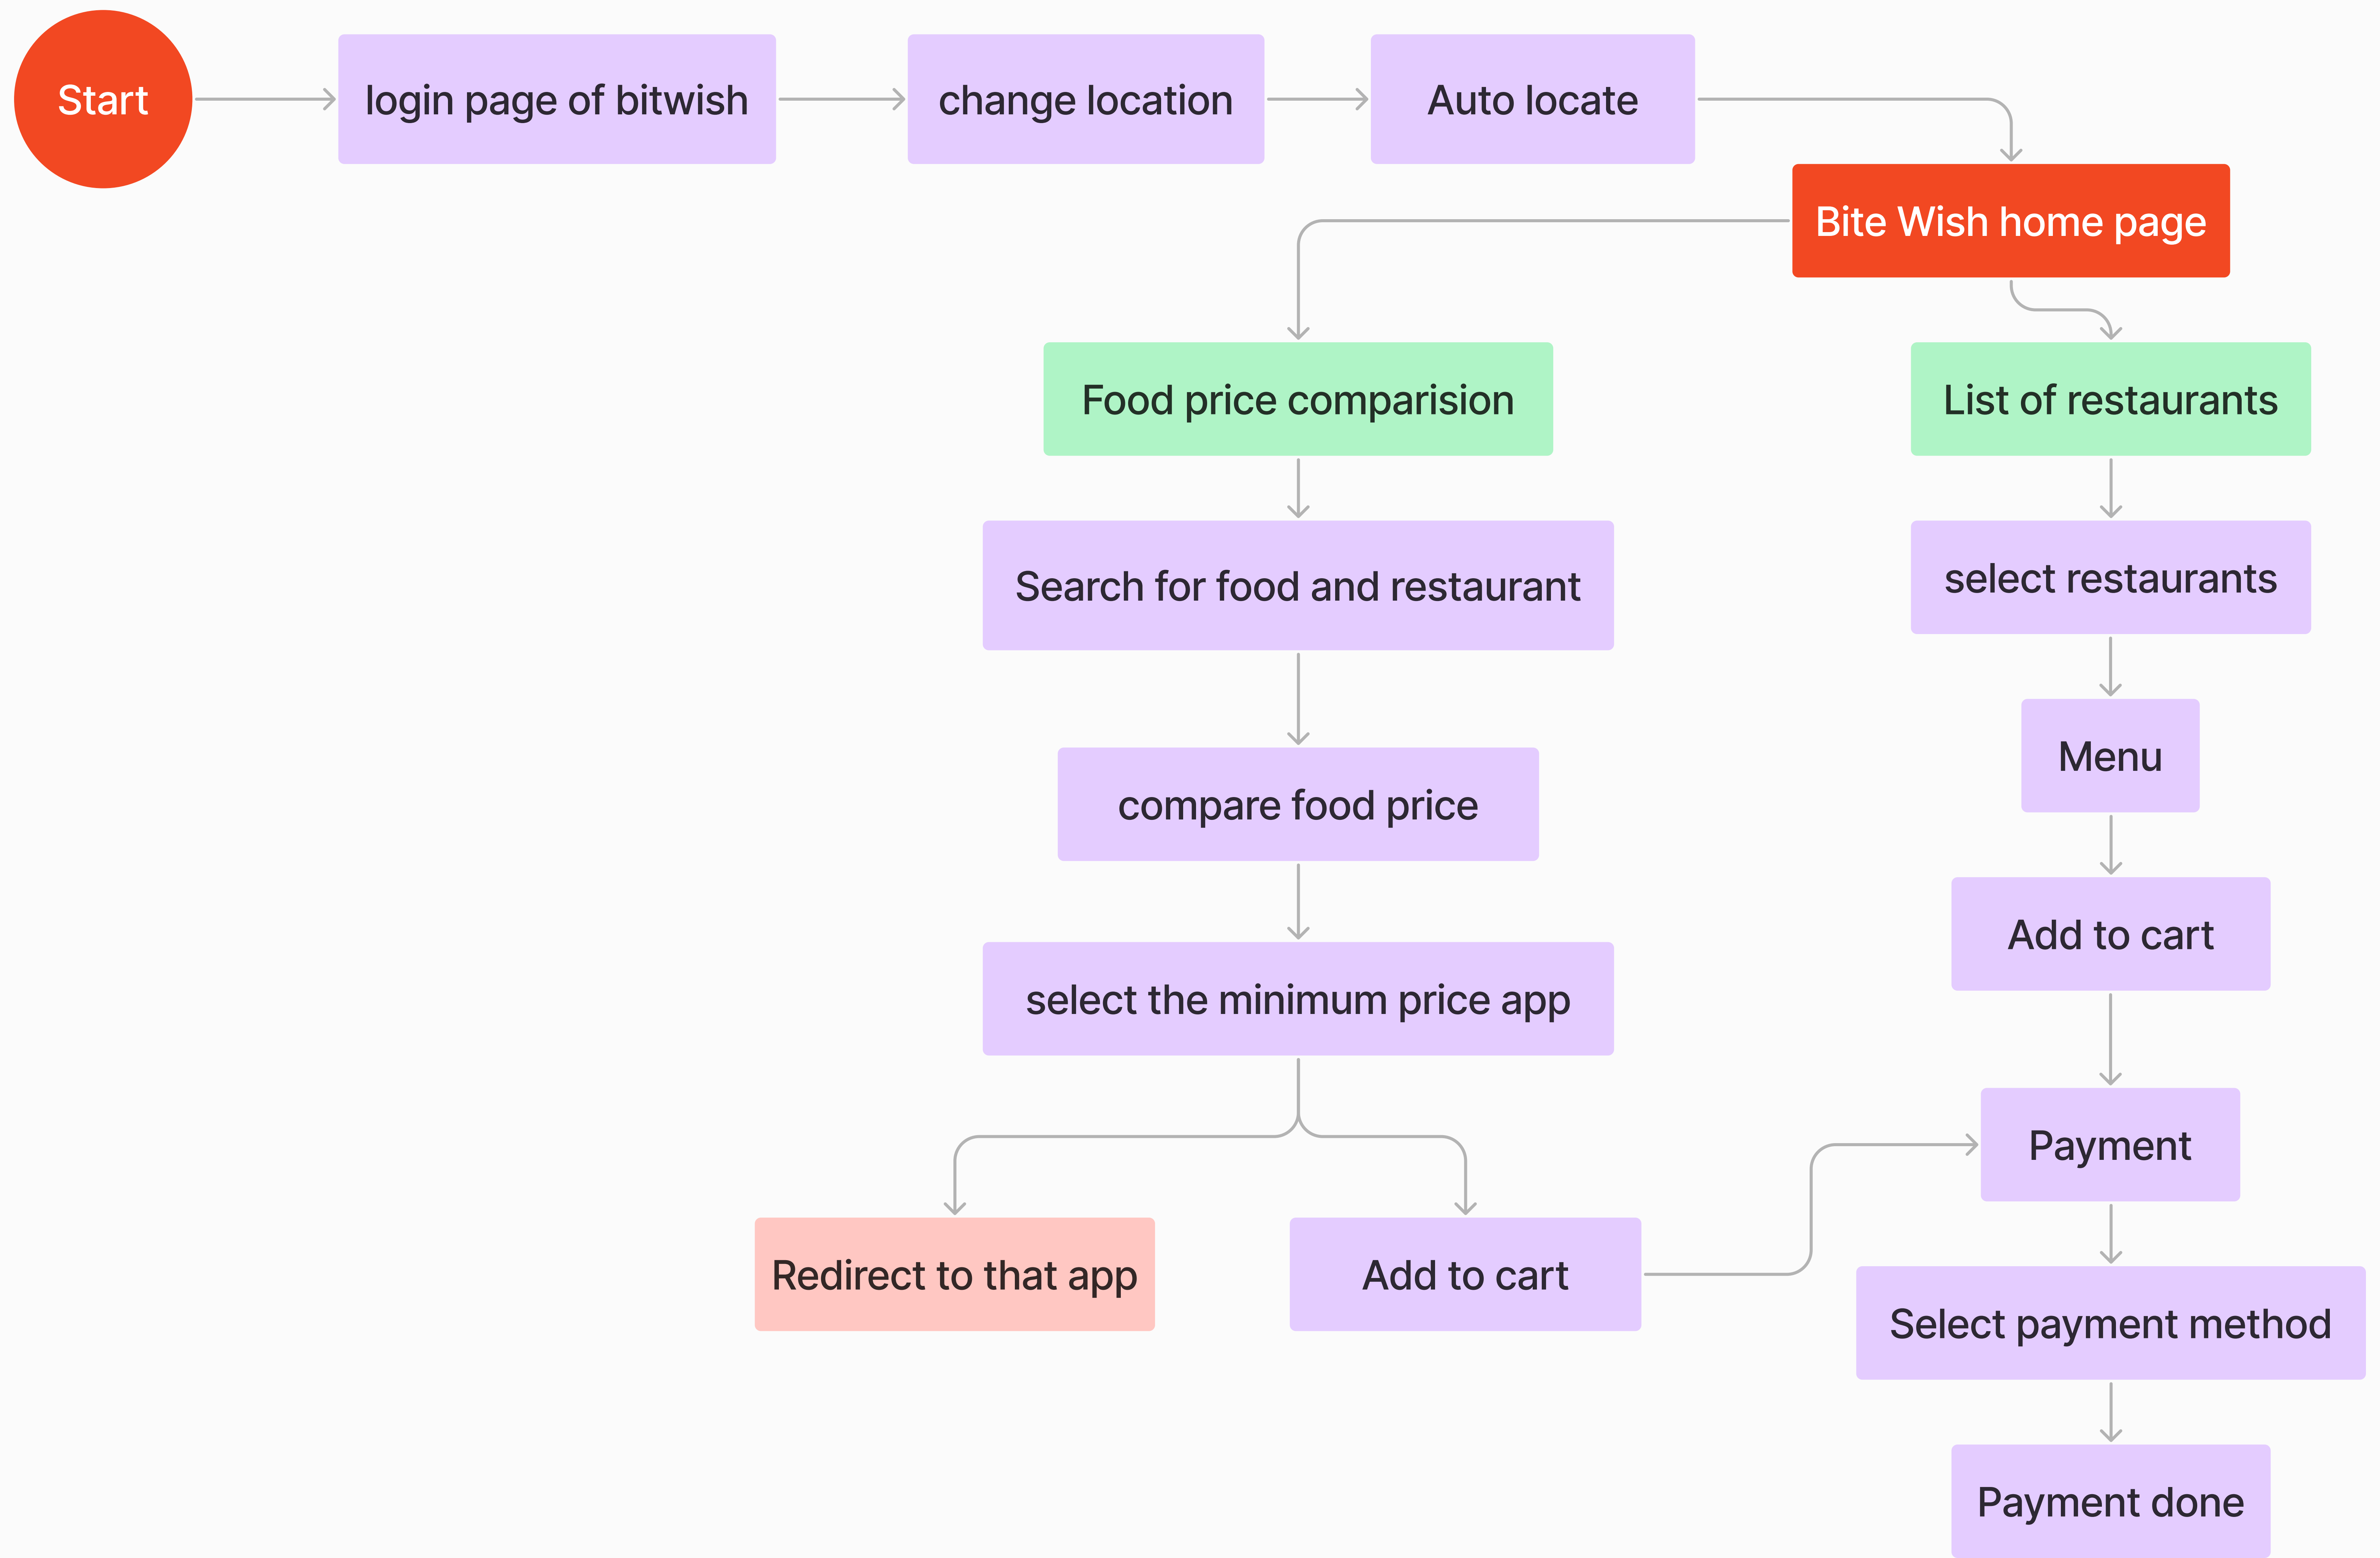 Start
login page of bitwish
change location
Auto locate
Bite Wish home page
Food price comparision
List of restaurants
Search for food and restaurant
select restaurants
Menu
compare food price
Add to cart
select the minimum price app
Payment
Redirect to that app
Add to cart
Select payment method
Payment done